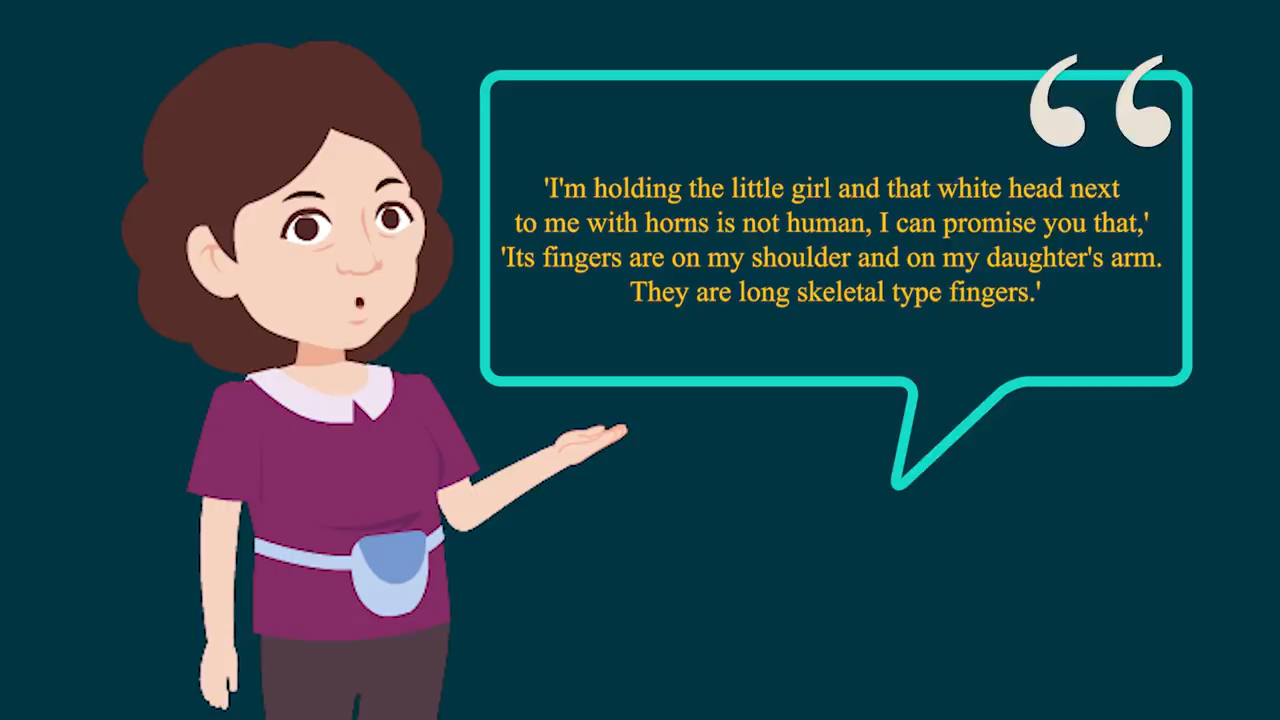 'I'm holding the little girl and that white head next
to me with horns is not human, I can promise you that,'
'Its fingers are on my shoulder and on my daughter's arm.
They are long skeletal type fingers.'